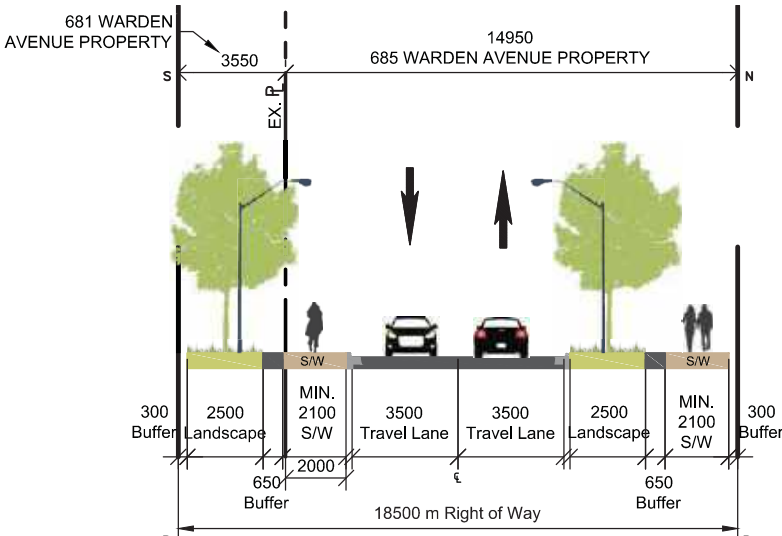 681 WARDEN
AVENUE PROPERTY
3550
14950
685 WARDEN AVENUE PROPERTY
S
N
EX. PL
S/W
S/W
300
Buffer
2500
Landscape
MIN.
2100
S/W
3500
Travel Lane
3500
Travel Lane
2500
Landscape
MIN.
2100
S/W
300
Buffer
650
Buffer
2000
CL
650
Buffer
18500 m Right of Way